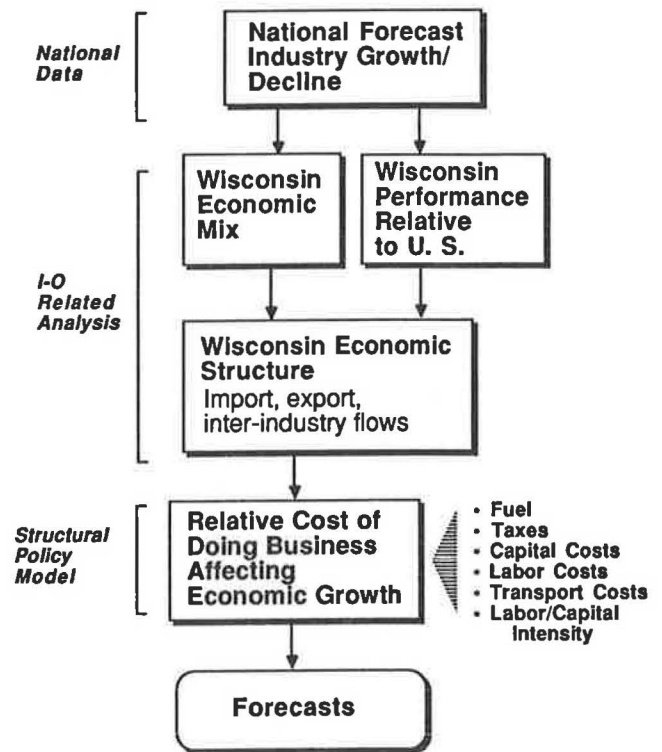 National
Data
National Forecast
Industry Growth/
Decline
I-O
Related
Analysis
Wisconsin
Economic
Mix
Wisconsin
Performance
Relative
to U. S.
Wisconsin Economic
Structure
Import, export,
inter-industry flows
Structural
Policy
Model
Relative Cost of
Doing Business
Affecting
Economic Growth
• Fuel
• Taxes
• Capital Costs
• Labor Costs
• Transport Costs
• Labor/Capital
Intensity
Forecasts